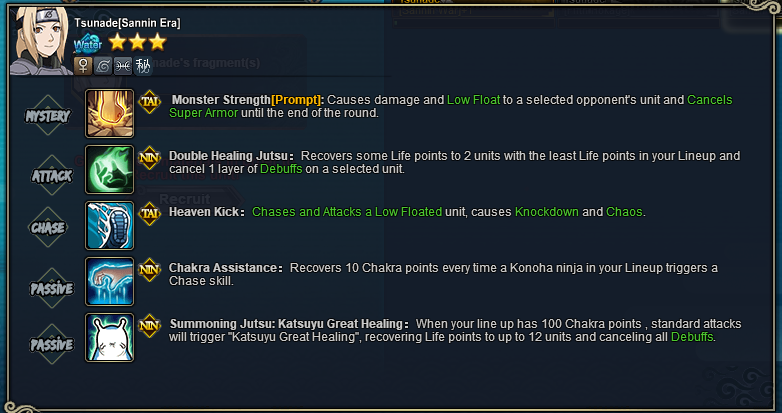 Tsunade
Tsunade[Sannin Era]
Water
秘
nade's fragment(s)
MYSTERY
TAI
Monster Strength[Prompt]: Causes damage and Low Float to a selected opponent's unit and Cancels
Super Armor until the end of the round.
ATTACK
NIN
Double Healing Jutsu：Recovers some Life points to 2 units with the least Life points in your Lineup and
cancel 1 layer of Debuffs on a selected unit.
Recruit
CHASE
TAI
Heaven Kick：Chases and Attacks a Low Floated unit, causes Knockdown and Chaos.
PASSIVE
NIN
Chakra Assistance：Recovers 10 Chakra points every time a Konoha ninja in your Lineup triggers a
Chase skill.
PASSIVE
NIN
Summoning Jutsu: Katsuyu Great Healing：When your line up has 100 Chakra points , standard attacks
will trigger "Katsuyu Great Healing", recovering Life points to up to 12 units and canceling all Debuffs.